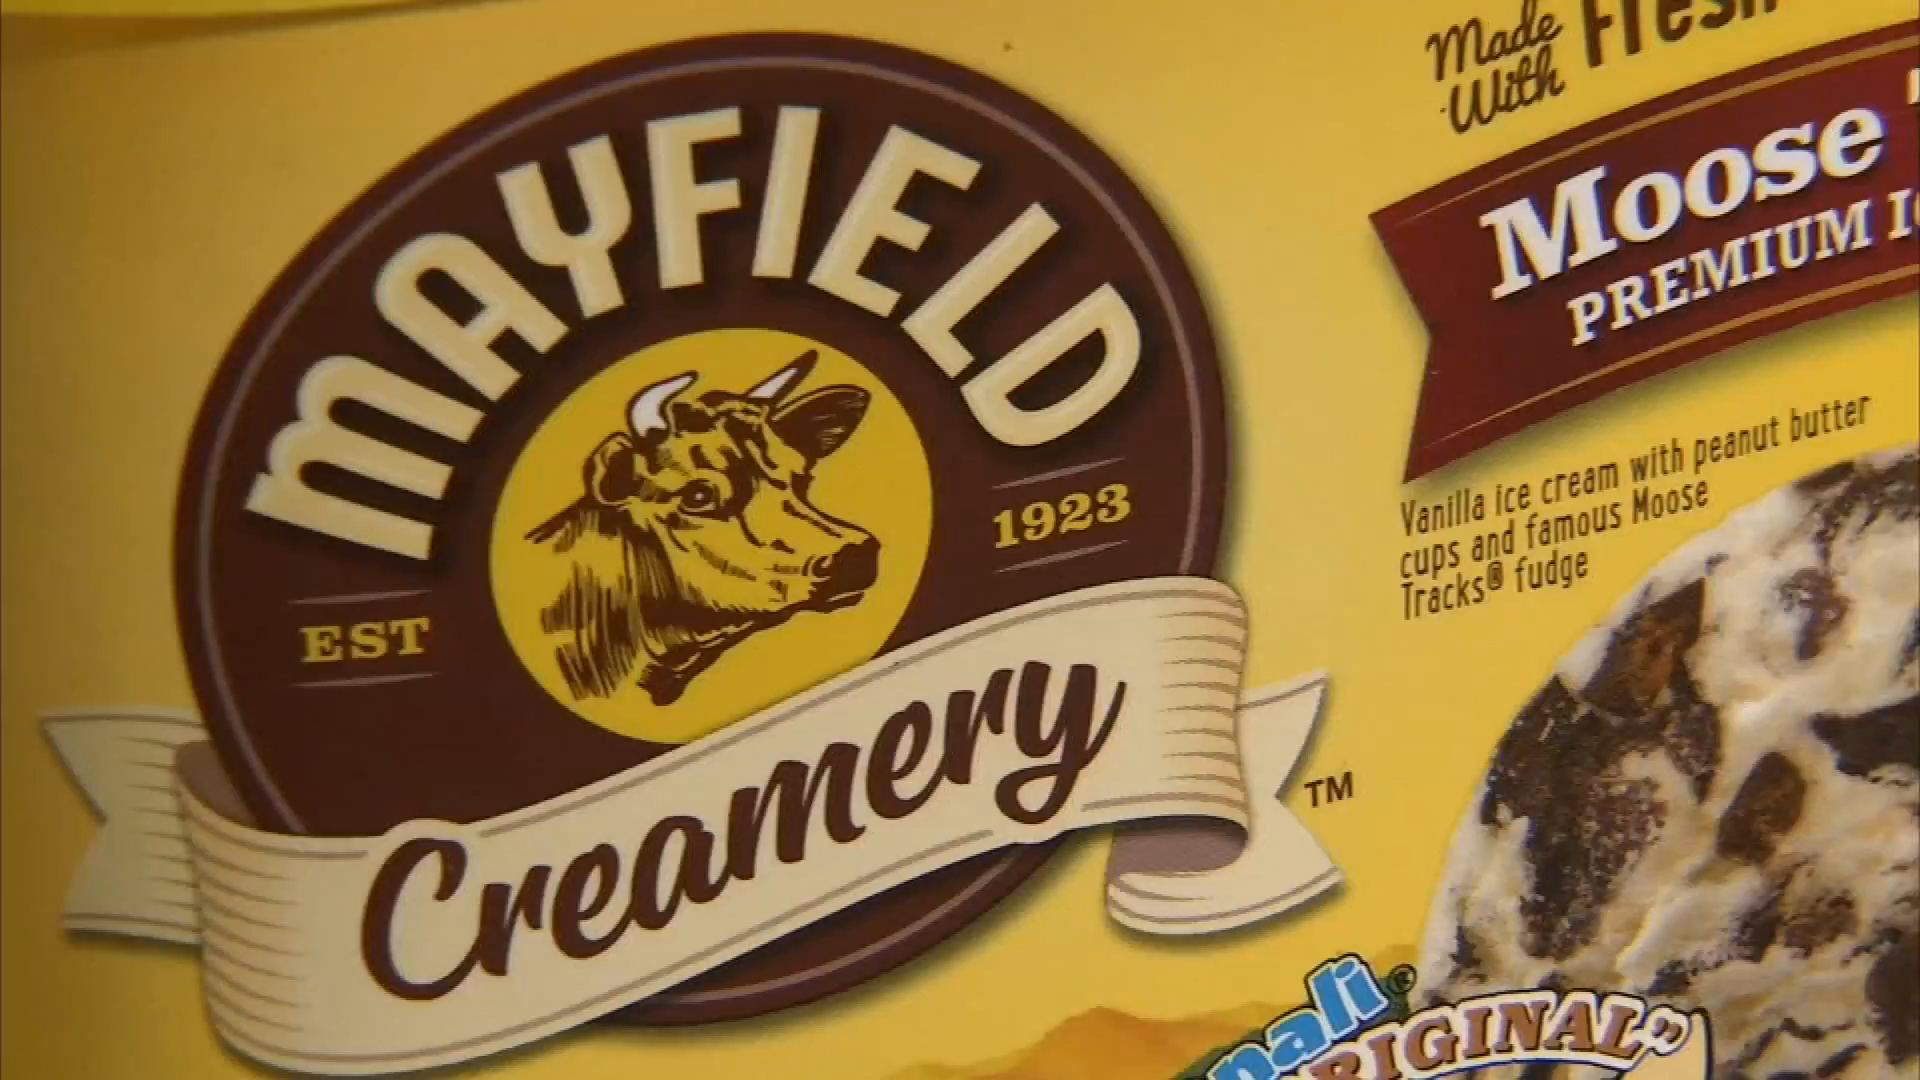 MAYFIELD
EST 1923
Creamery
TM
Made
With
Moose
PREMIUM
Vanilla ice cream with peanut butter
cups and famous Moose
Tracks® fudge